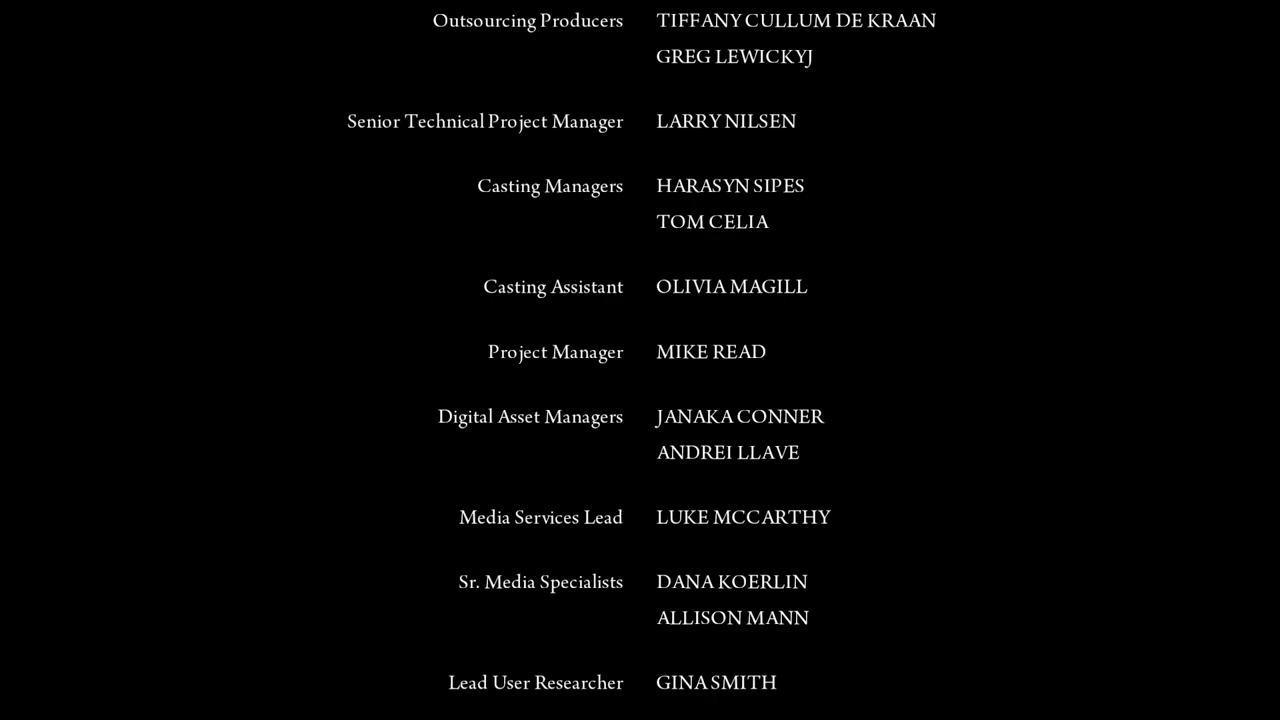 Outsourcing Producers TIFFANY CULLUM DE KRAAN
GREG LEWICKYJ
Senior Technical Project Manager LARRY NILSEN
Casting Managers HARASYN SIPES
TOM CELIA
Casting Assistant OLIVIA MAGILL
Project Manager MIKE READ
Digital Asset Managers JANAKA CONNER
ANDREI LLAVE
Media Services Lead LUKE MCCARTHY
Sr. Media Specialists DANA KOERLIN
ALLISON MANN
Lead User Researcher GINA SMITH